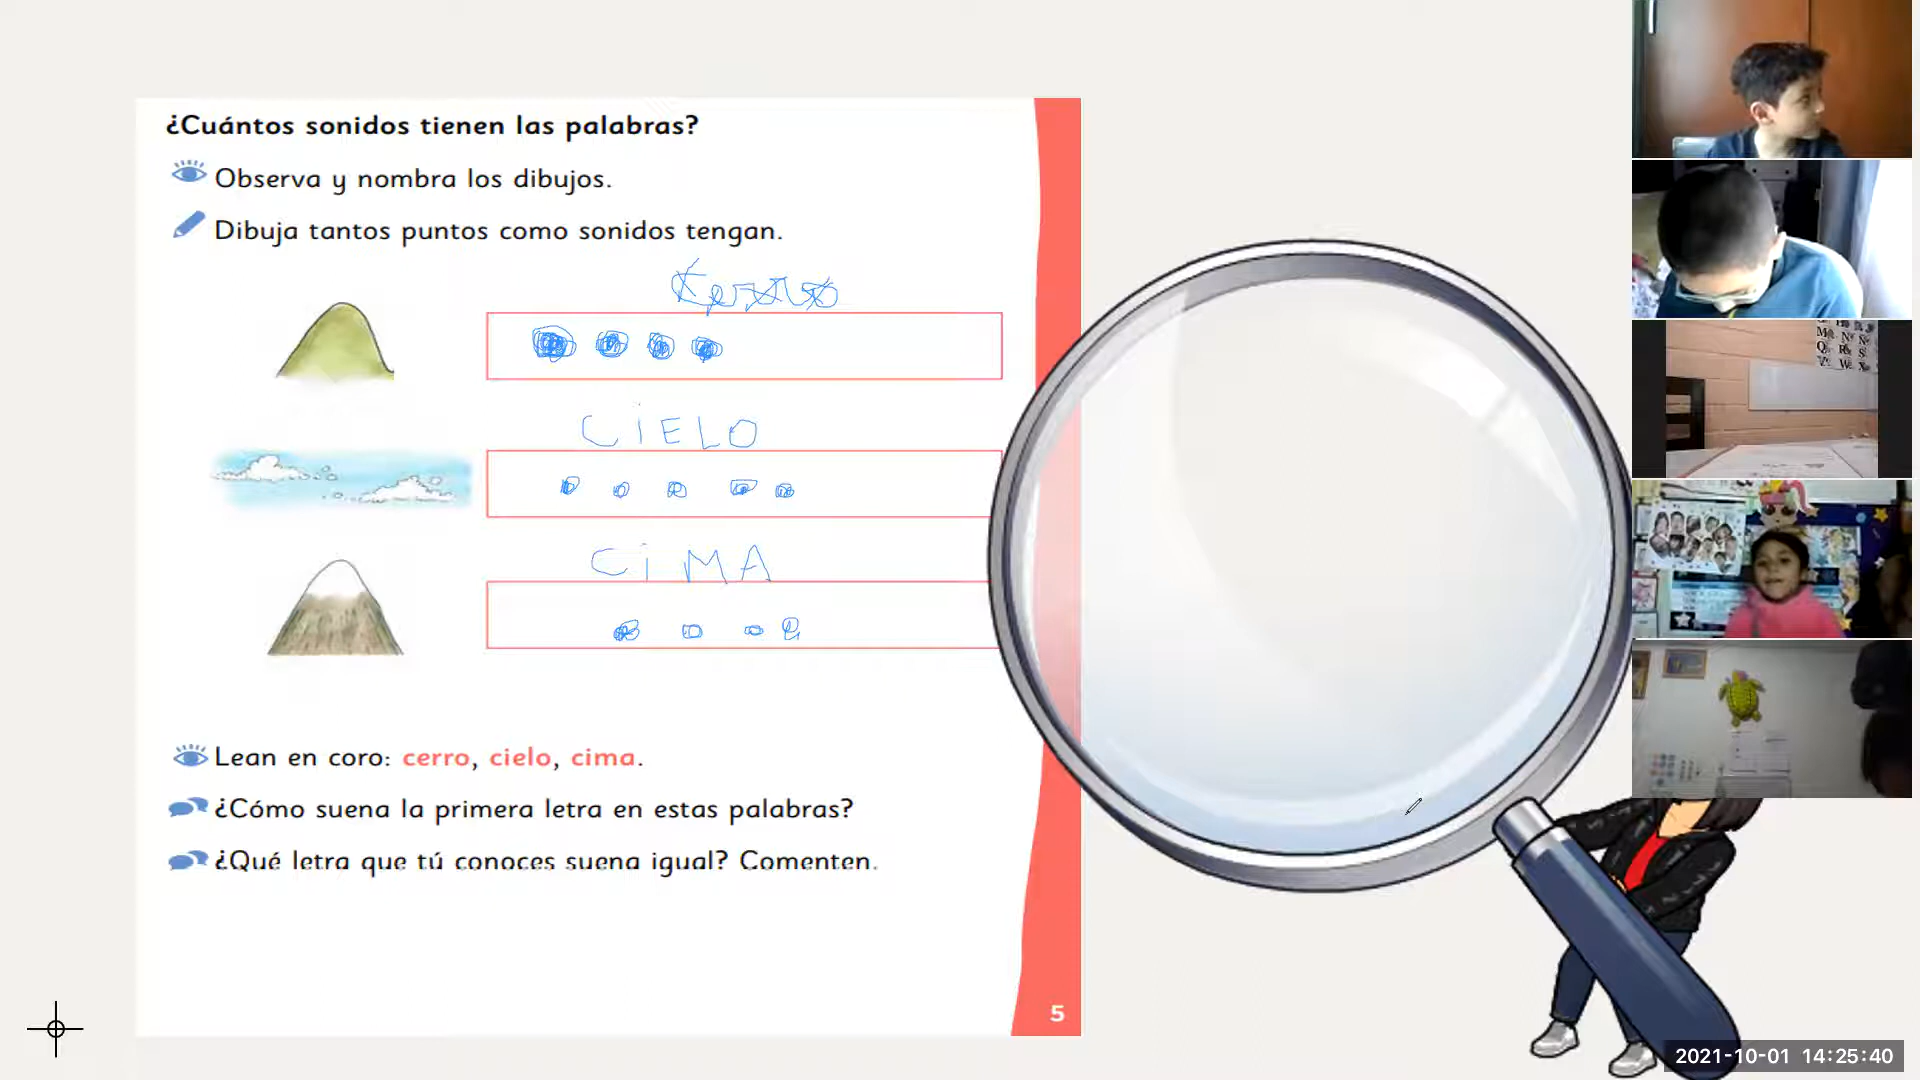 ¿Cuántos sonidos tienen las palabras?
Observa y nombra los dibujos.
Dibuja tantos puntos como sonidos tengan.
Cerro
CiELO
CiMA
Lean en coro: cerro, cielo, cima.
¿Cómo suena la primera letra en estas palabras?
¿Qué letra que tú conoces suena igual? Comenten.
5
2021-10-01 14:25:40